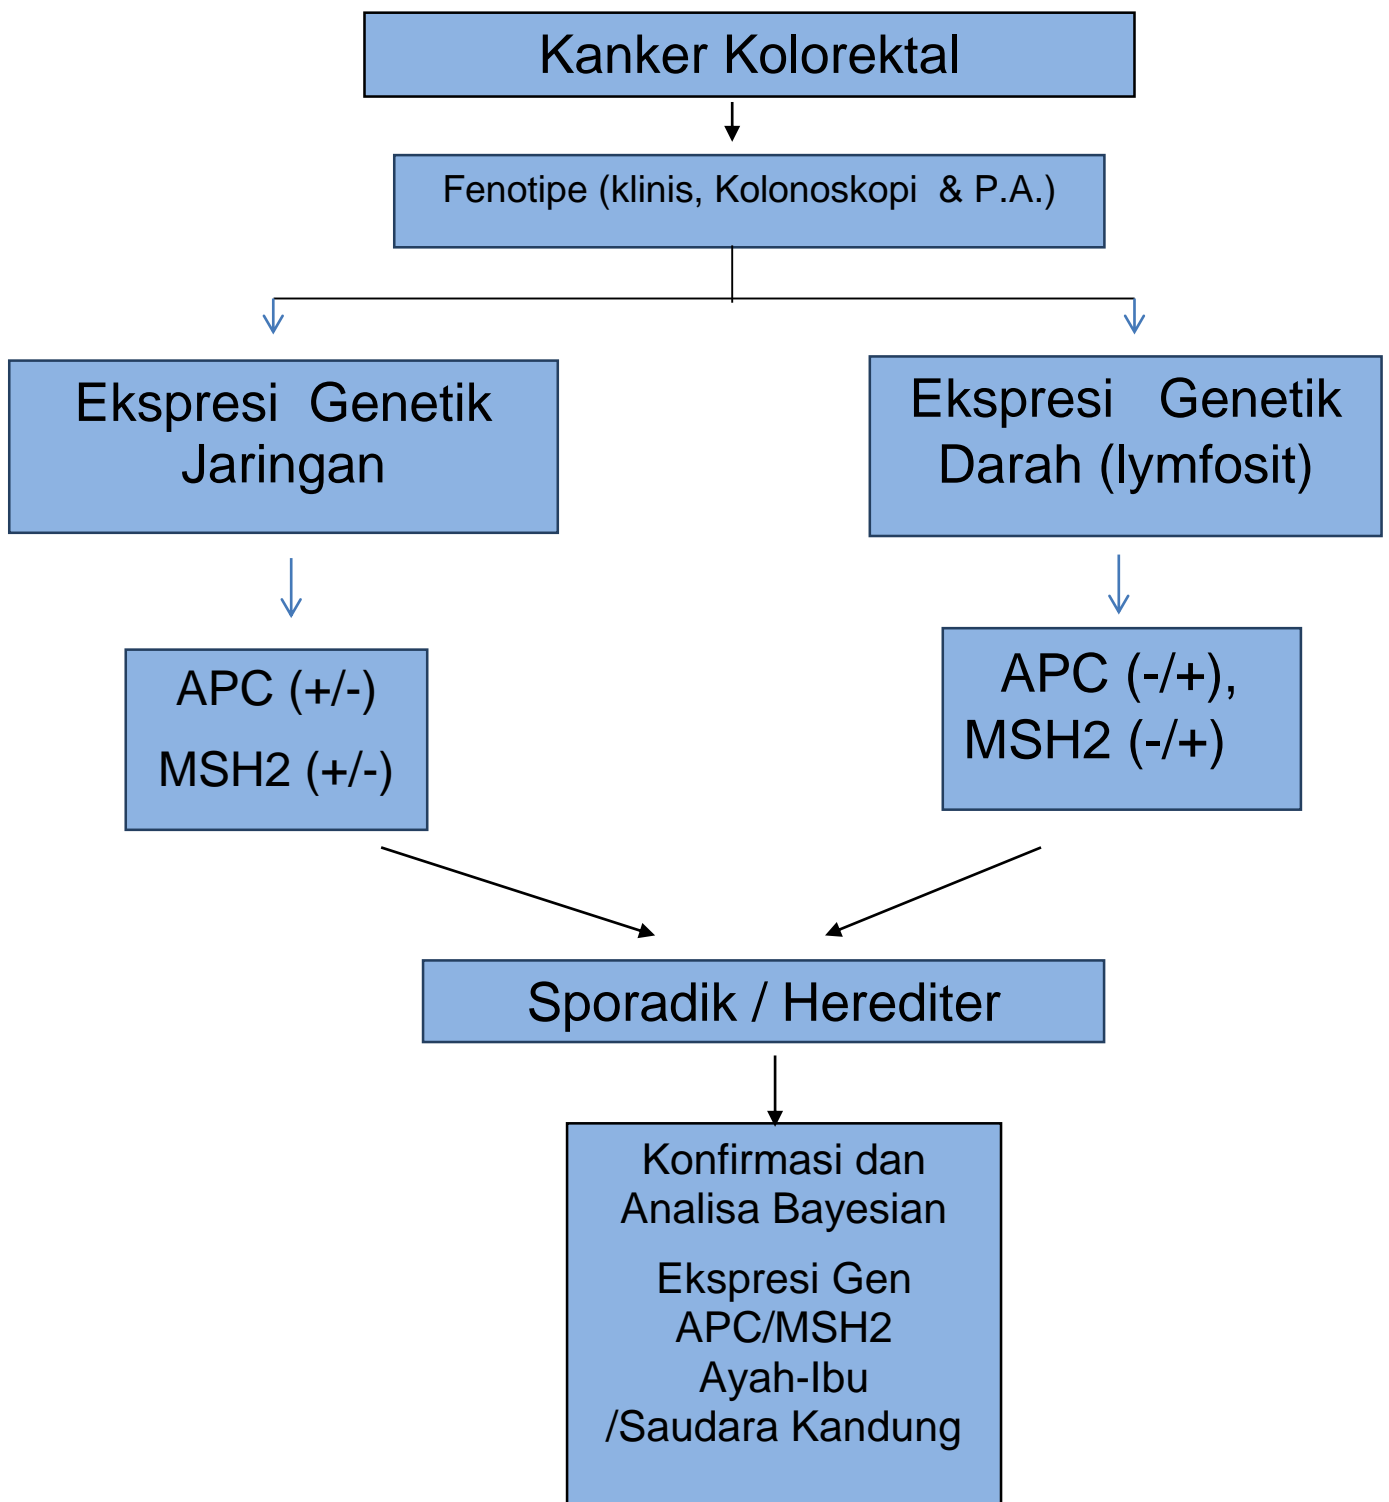 Kanker Kolorektal
Fenotipe (klinis, Kolonoskopi & P.A.)
Ekspresi Genetik
Jaringan
Ekspresi Genetik
Darah (lymfosit)
APC (+/-)
MSH2 (+/-)
APC (-/+),
MSH2 (-/+)
Sporadik / Herediter
Konfirmasi dan
Analisa Bayesian
Ekspresi Gen
APC/MSH2
Ayah-Ibu
/Saudara Kandung